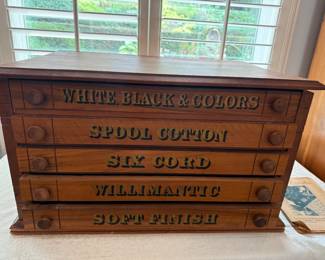 WHITE BLACK & COLORS
SPOOL COTTON
SIX CORD
WILLIMANTIC
SOFT FINISH